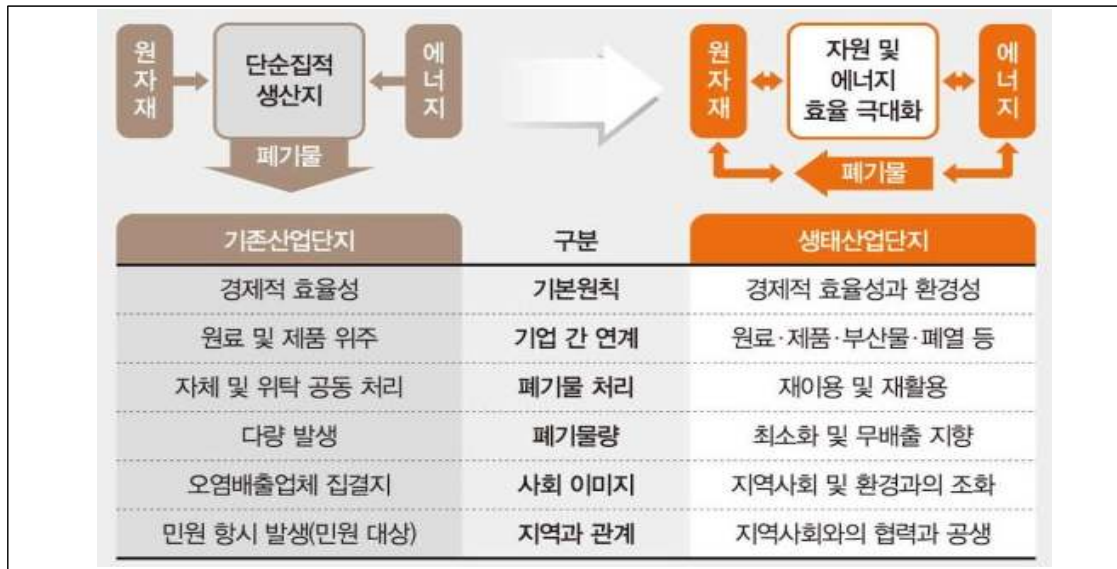 원자재
단순집적
생산지
에너지
폐기물
원자재
자원 및
에너지
효율 극대화
에너지
폐기물
기존산업단지 구분 생태산업단지
경제적 효율성 기본원칙 경제적 효율성과 환경성
원료 및 제품 위주 기업 간 연계 원료·제품·부산물·폐열 등
자체 및 위탁 공동 처리 폐기물 처리 재이용 및 재활용
다량 발생 폐기물량 최소화 및 무배출 지향
오염배출업체 집결지 사회 이미지 지역사회 및 환경과의 조화
민원 항시 발생(민원 대상) 지역과 관계 지역사회와의 협력과 공생